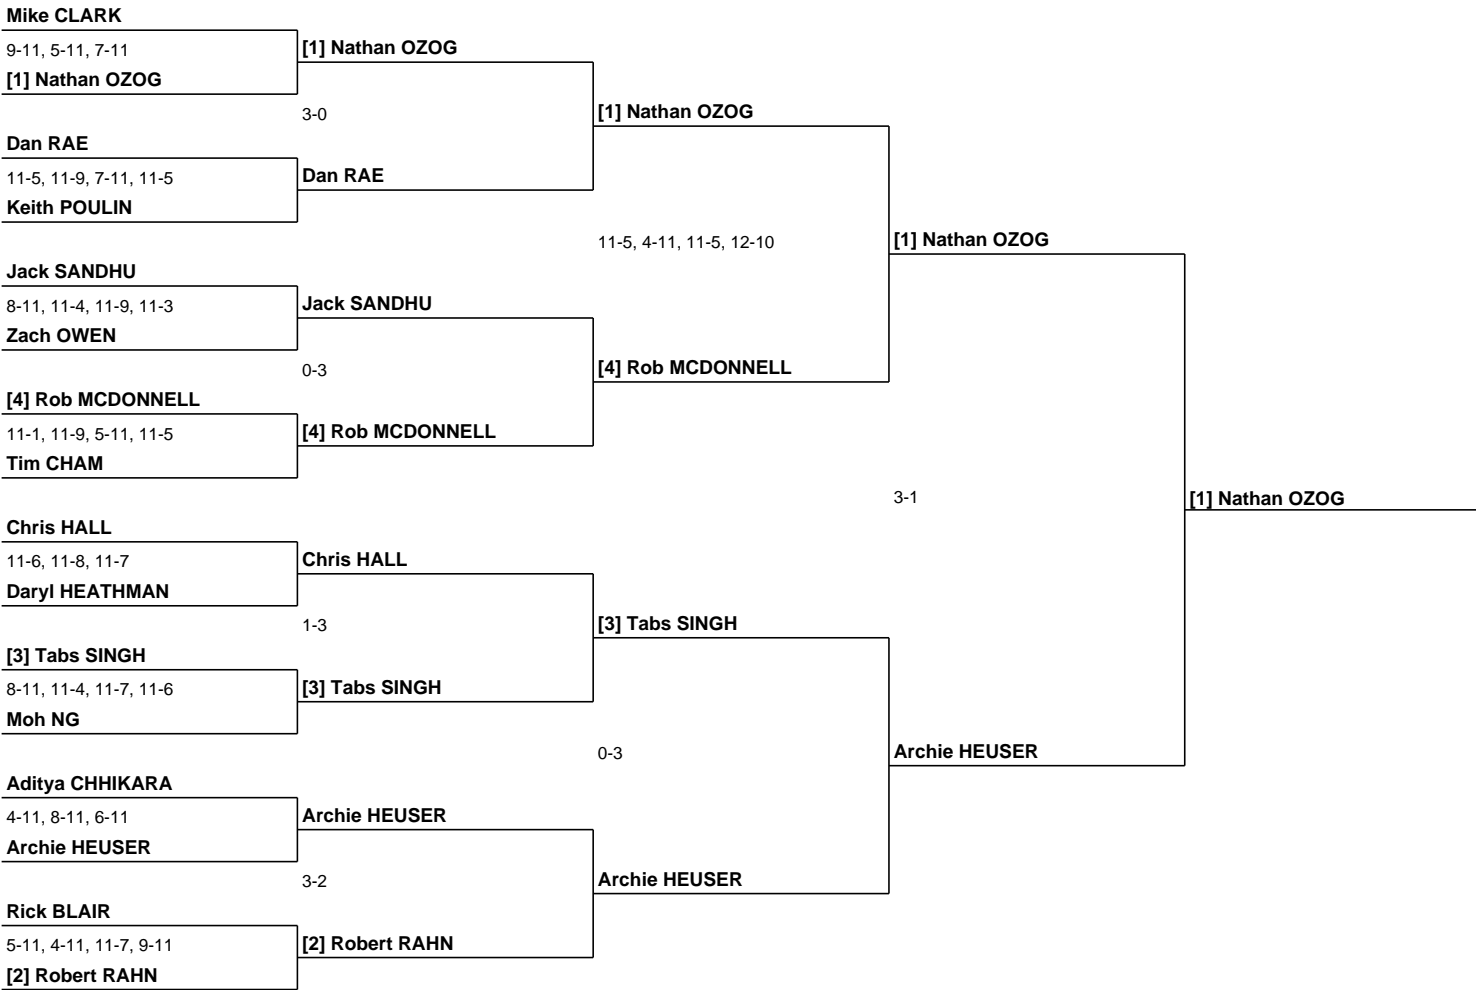 Mike CLARK
9-11, 5-11, 7-11
[1] Nathan OZOG
[1] Nathan OZOG
3-0
[1] Nathan OZOG
Dan RAE
11-5, 11-9, 7-11, 11-5
Dan RAE
Keith POULIN
11-5, 4-11, 11-5, 12-10
[1] Nathan OZOG
Jack SANDHU
8-11, 11-4, 11-9, 11-3
Jack SANDHU
Zach OWEN
0-3
[4] Rob MCDONNELL
[4] Rob MCDONNELL
11-1, 11-9, 5-11, 11-5
[4] Rob MCDONNELL
Tim CHAM
3-1
[1] Nathan OZOG
Chris HALL
11-6, 11-8, 11-7
Chris HALL
Daryl HEATHMAN
1-3
[3] Tabs SINGH
[3] Tabs SINGH
8-11, 11-4, 11-7, 11-6
[3] Tabs SINGH
Moh NG
0-3
Archie HEUSER
Aditya CHHIKARA
4-11, 8-11, 6-11
Archie HEUSER
Archie HEUSER
3-2
Archie HEUSER
Rick BLAIR
5-11, 4-11, 11-7, 9-11
[2] Robert RAHN
[2] Robert RAHN